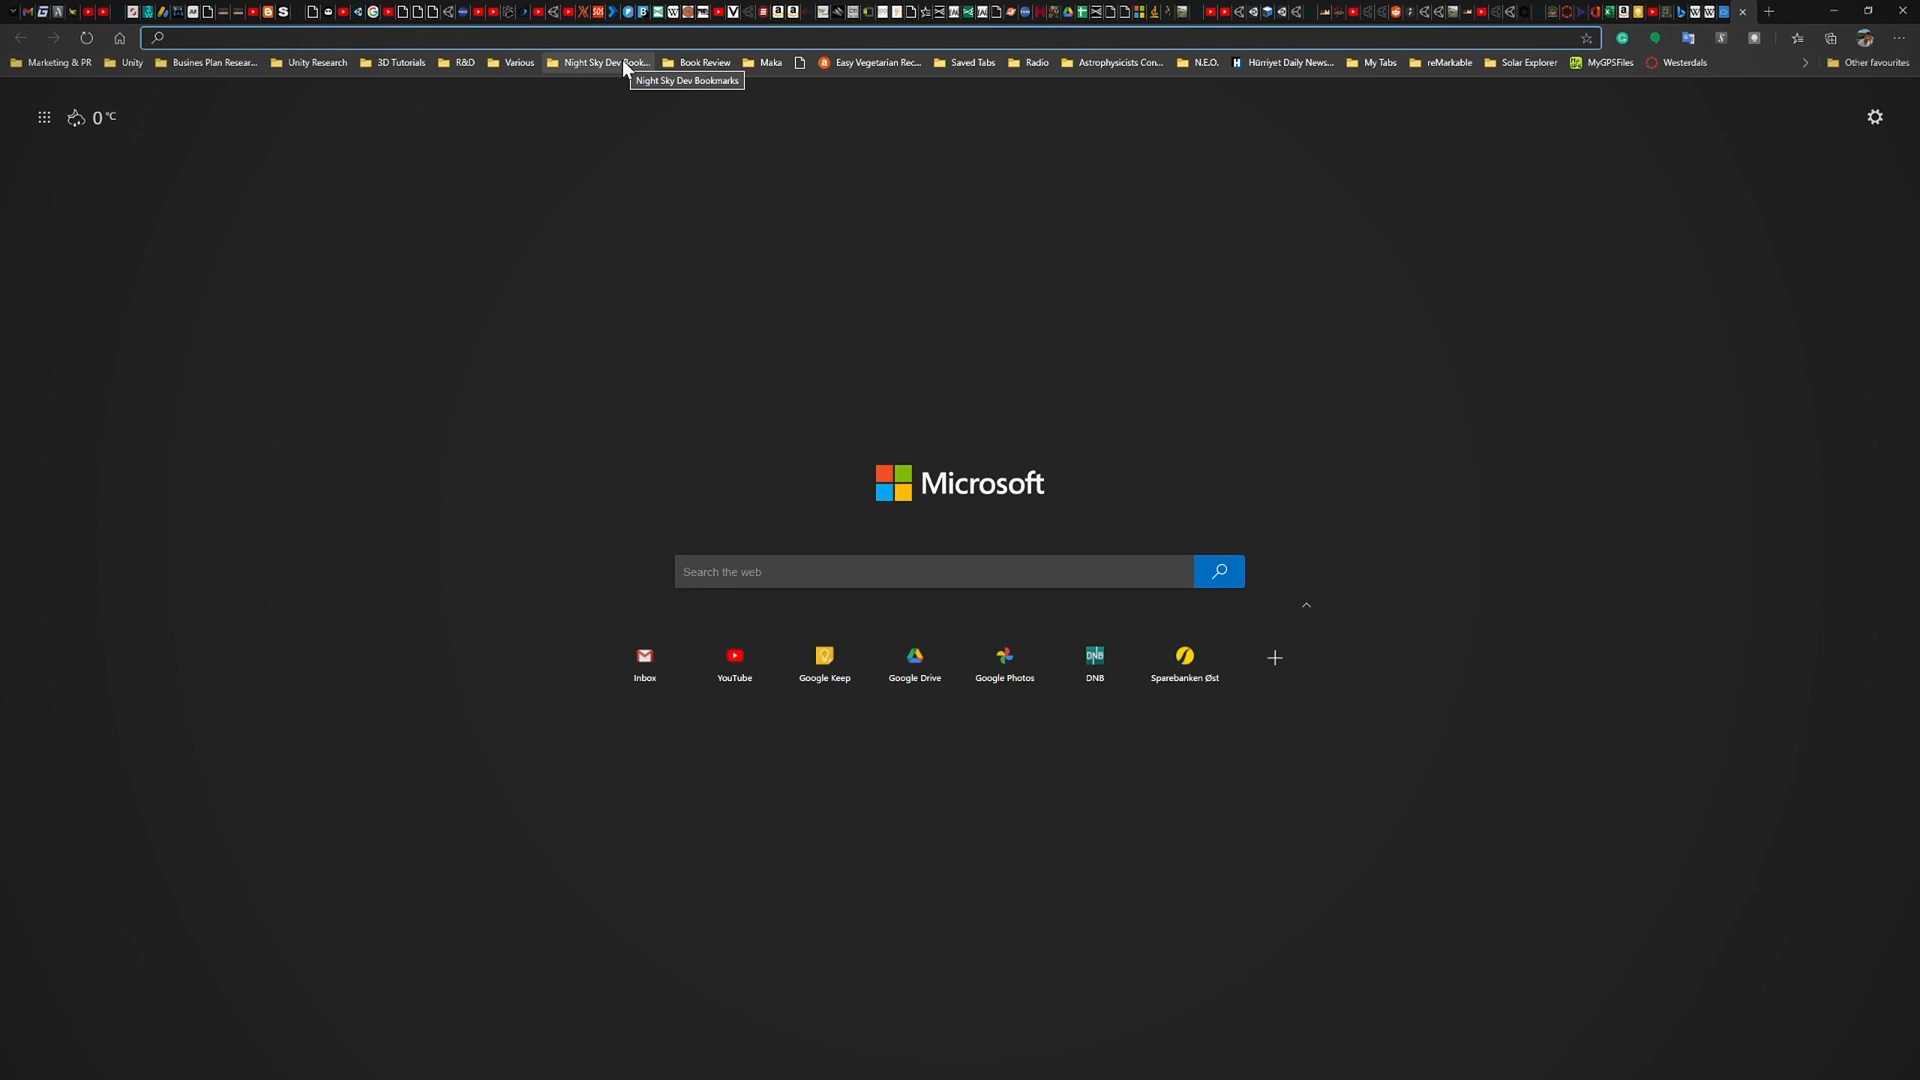 Marketing & PR Unity Busines Plan Resear... Unity Research 3D Tutorials R&D Various Night Sky Dev Book... Book Review Maka Easy Vegetarian Rec... Saved Tabs Radio Astrophysicists Con... N.E.O. Hürriyet Daily News... My Tabs reMarkable Solar Explorer MyGPSFiles Westerdals Other favourites
Night Sky Dev Bookmarks
0 °C
Microsoft
Search the web
Inbox YouTube Google Keep Google Drive Google Photos DNB Sparebanken Øst